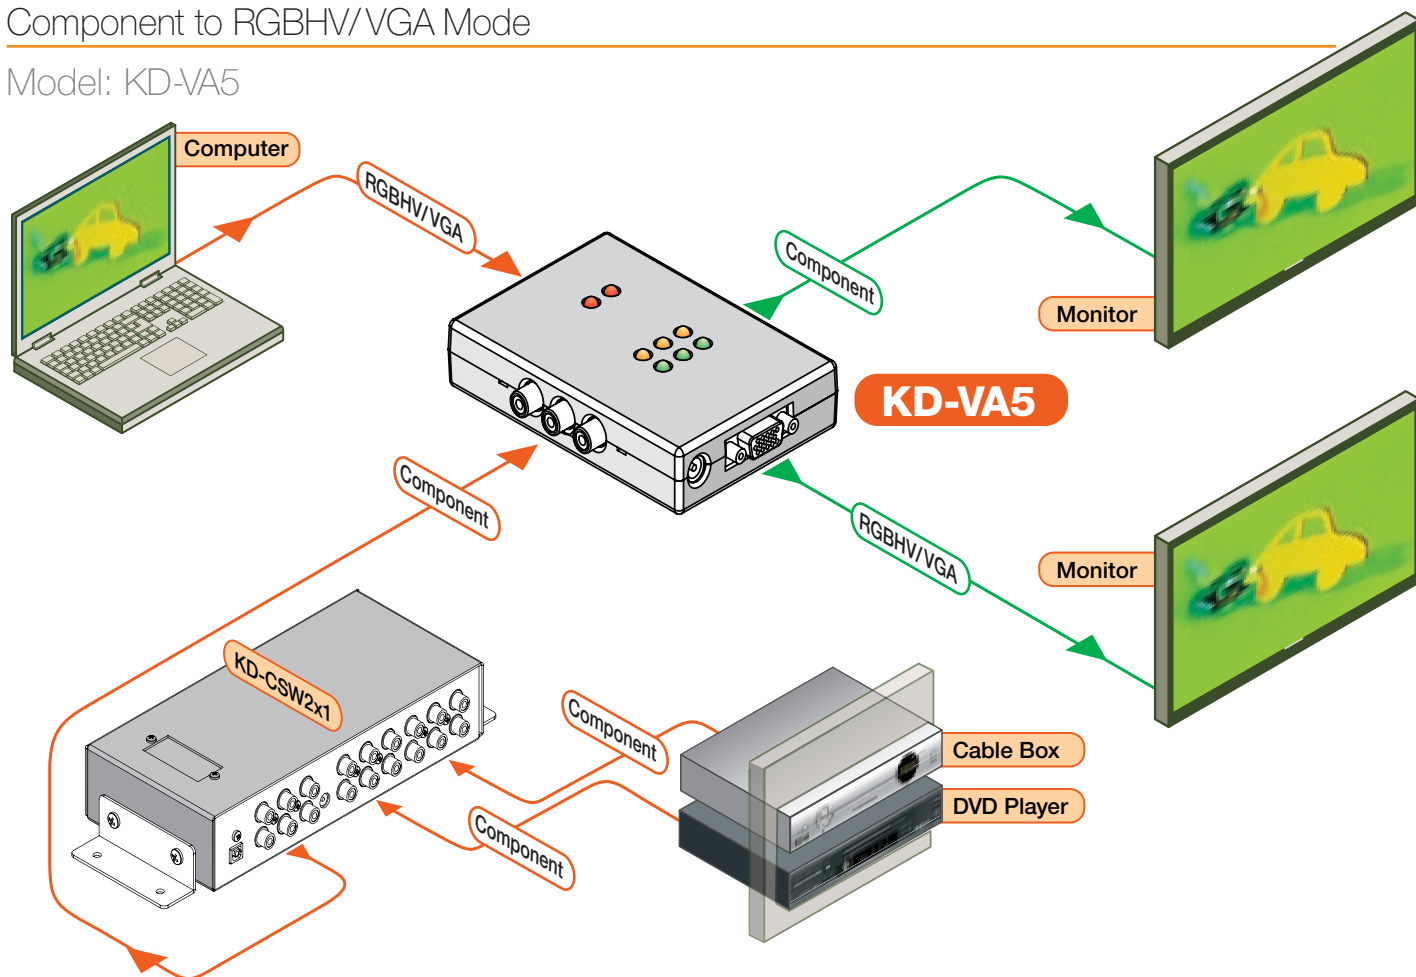 Component to RGBHV/VGA Mode
Model: KD-VA5
Computer
RGBHV/VGA
Component
Monitor
KD-VA5
Component
RGBHV/VGA
Monitor
KD-CSW2x1
Component
Cable Box
DVD Player
Component